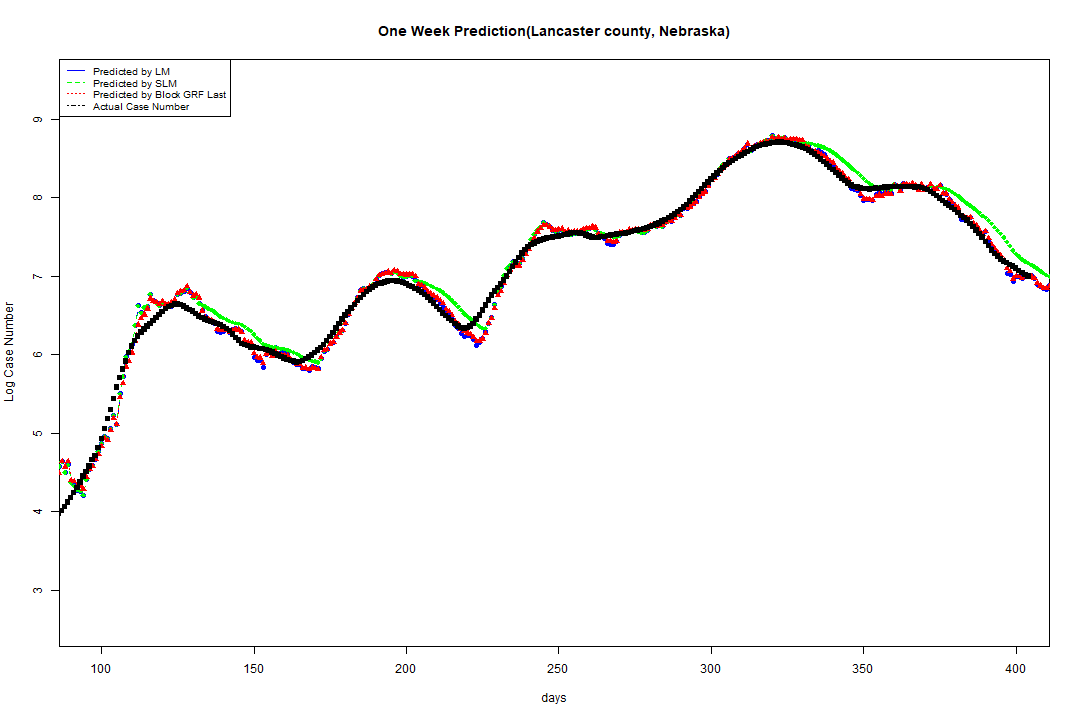 One Week Prediction(Lancaster county, Nebraska)
Predicted by LM
Predicted by SLM
Predicted by Block GRF Last
Actual Case Number
Log Case Number
9
8
7
6
5
4
3
100 150 200 250 300 350 400
days